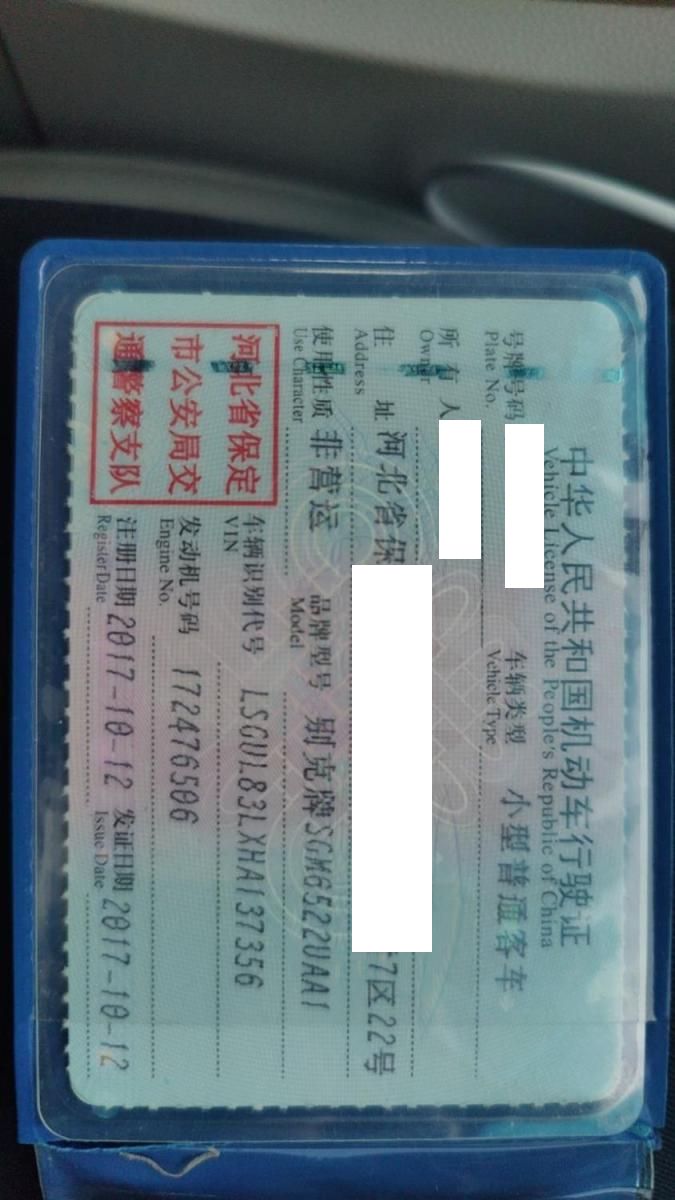 中华人民共和国机动车行驶证
Vehicle License of the People's Republic of China
号牌号码
Plate No.
车辆类型 小型普通客车
Vehicle Type
所有人
Owner
住址 河北省保
7区22号
Address
使用性质 非营运
Use Character
品牌型号 别克牌SGM6522UAA1
Model
河北省保定
市公安局交
通警察支队
车辆识别代号 LSGUL83LXHA137356
VIN
发动机号码 172476506
Engine No.
注册日期 2017-10-12
Register Date
发证日期 2017-10-12
Issue Date